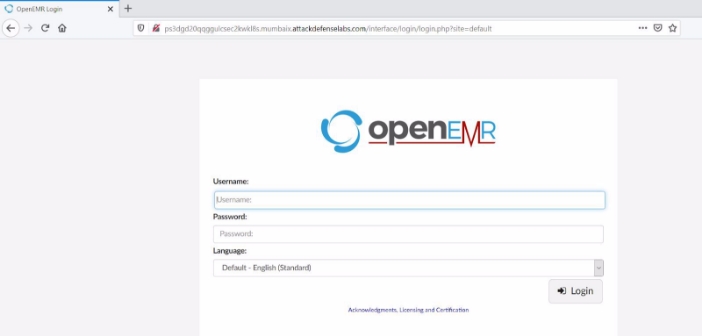 OpenEMR Login
ps3dgd20qqgguicsec2kwkl8s.mumbaix.attackdefenselabs.com/interface/login/login.php?site=default
openEMR
Username:
Username:
Password:
Password:
Language:
Default - English (Standard)
Login
Acknowledgments, Licensing and Certification